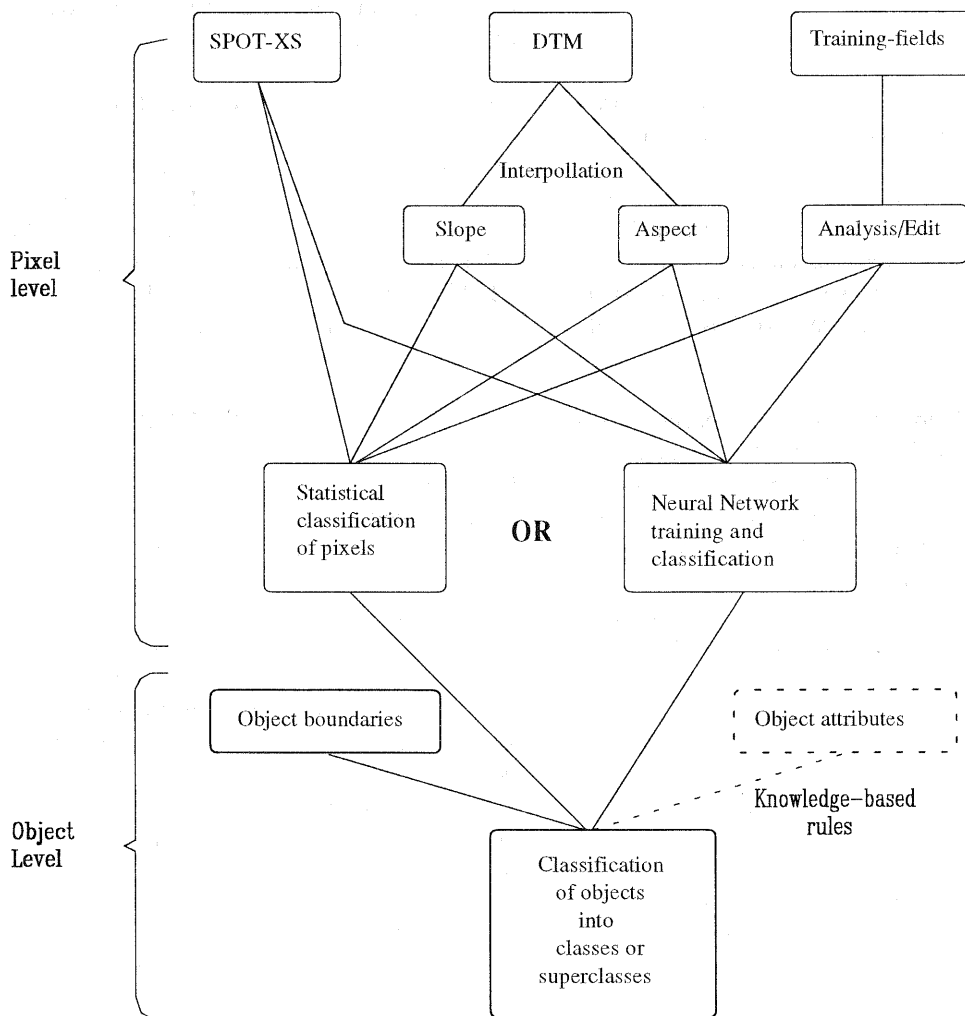 SPOT-XS
DTM
Training-fields
Interpollation
Slope
Aspect
Analysis/Edit
Pixel
level
Statistical
classification
of pixels
OR
Neural Network
training and
classification
Object boundaries
Object attributes
Knowledge-based
rules
Object
Level
Classification
of objects
into
classes or
superclasses